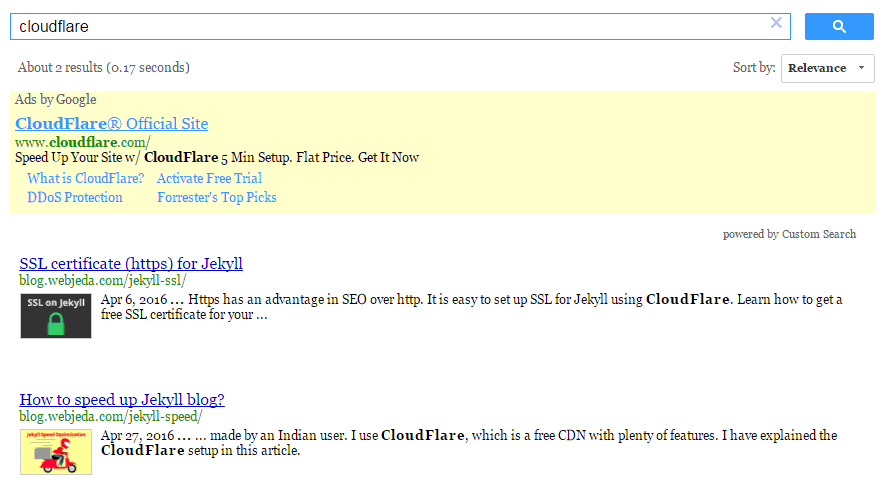 cloudflare
About 2 results (0.17 seconds)
Sort by: Relevance
Ads by Google
CloudFlare® Official Site
www.cloudflare.com/
Speed Up Your Site w/ CloudFlare 5 Min Setup. Flat Price. Get It Now
What is CloudFlare? Activate Free Trial
DDoS Protection Forrester's Top Picks
powered by Custom Search
SSL certificate (https) for Jekyll
blog.webjeda.com/jekyll-ssl/
SSL on Jekyll
Apr 6, 2016 ... Https has an advantage in SEO over http. It is easy to set up SSL for Jekyll using CloudFlare. Learn how to get a
free SSL certificate for your ...
How to speed up Jekyll blog?
blog.webjeda.com/jekyll-speed/
Jekyll Speed Optimization
Apr 27, 2016 ... ... made by an Indian user. I use CloudFlare, which is a free CDN with plenty of features. I have explained the
CloudFlare setup in this article.